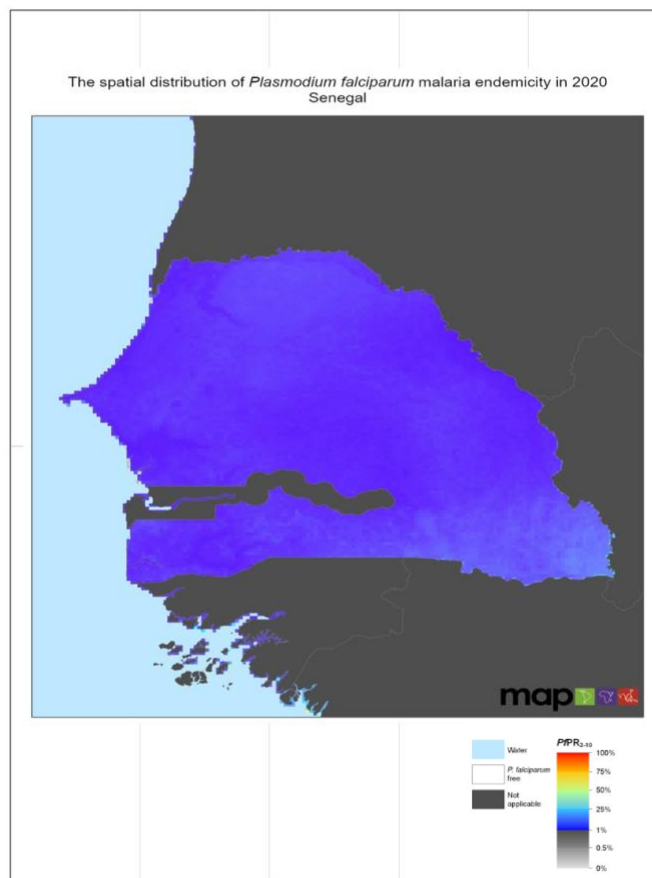 The spatial distribution of Plasmodium falciparum malaria endemicity in 2020
Senegal
map
Water
P. falciparum
free
Not
applicable
PfPR2-10
100%
75%
50%
25%
1%
0.5%
0%